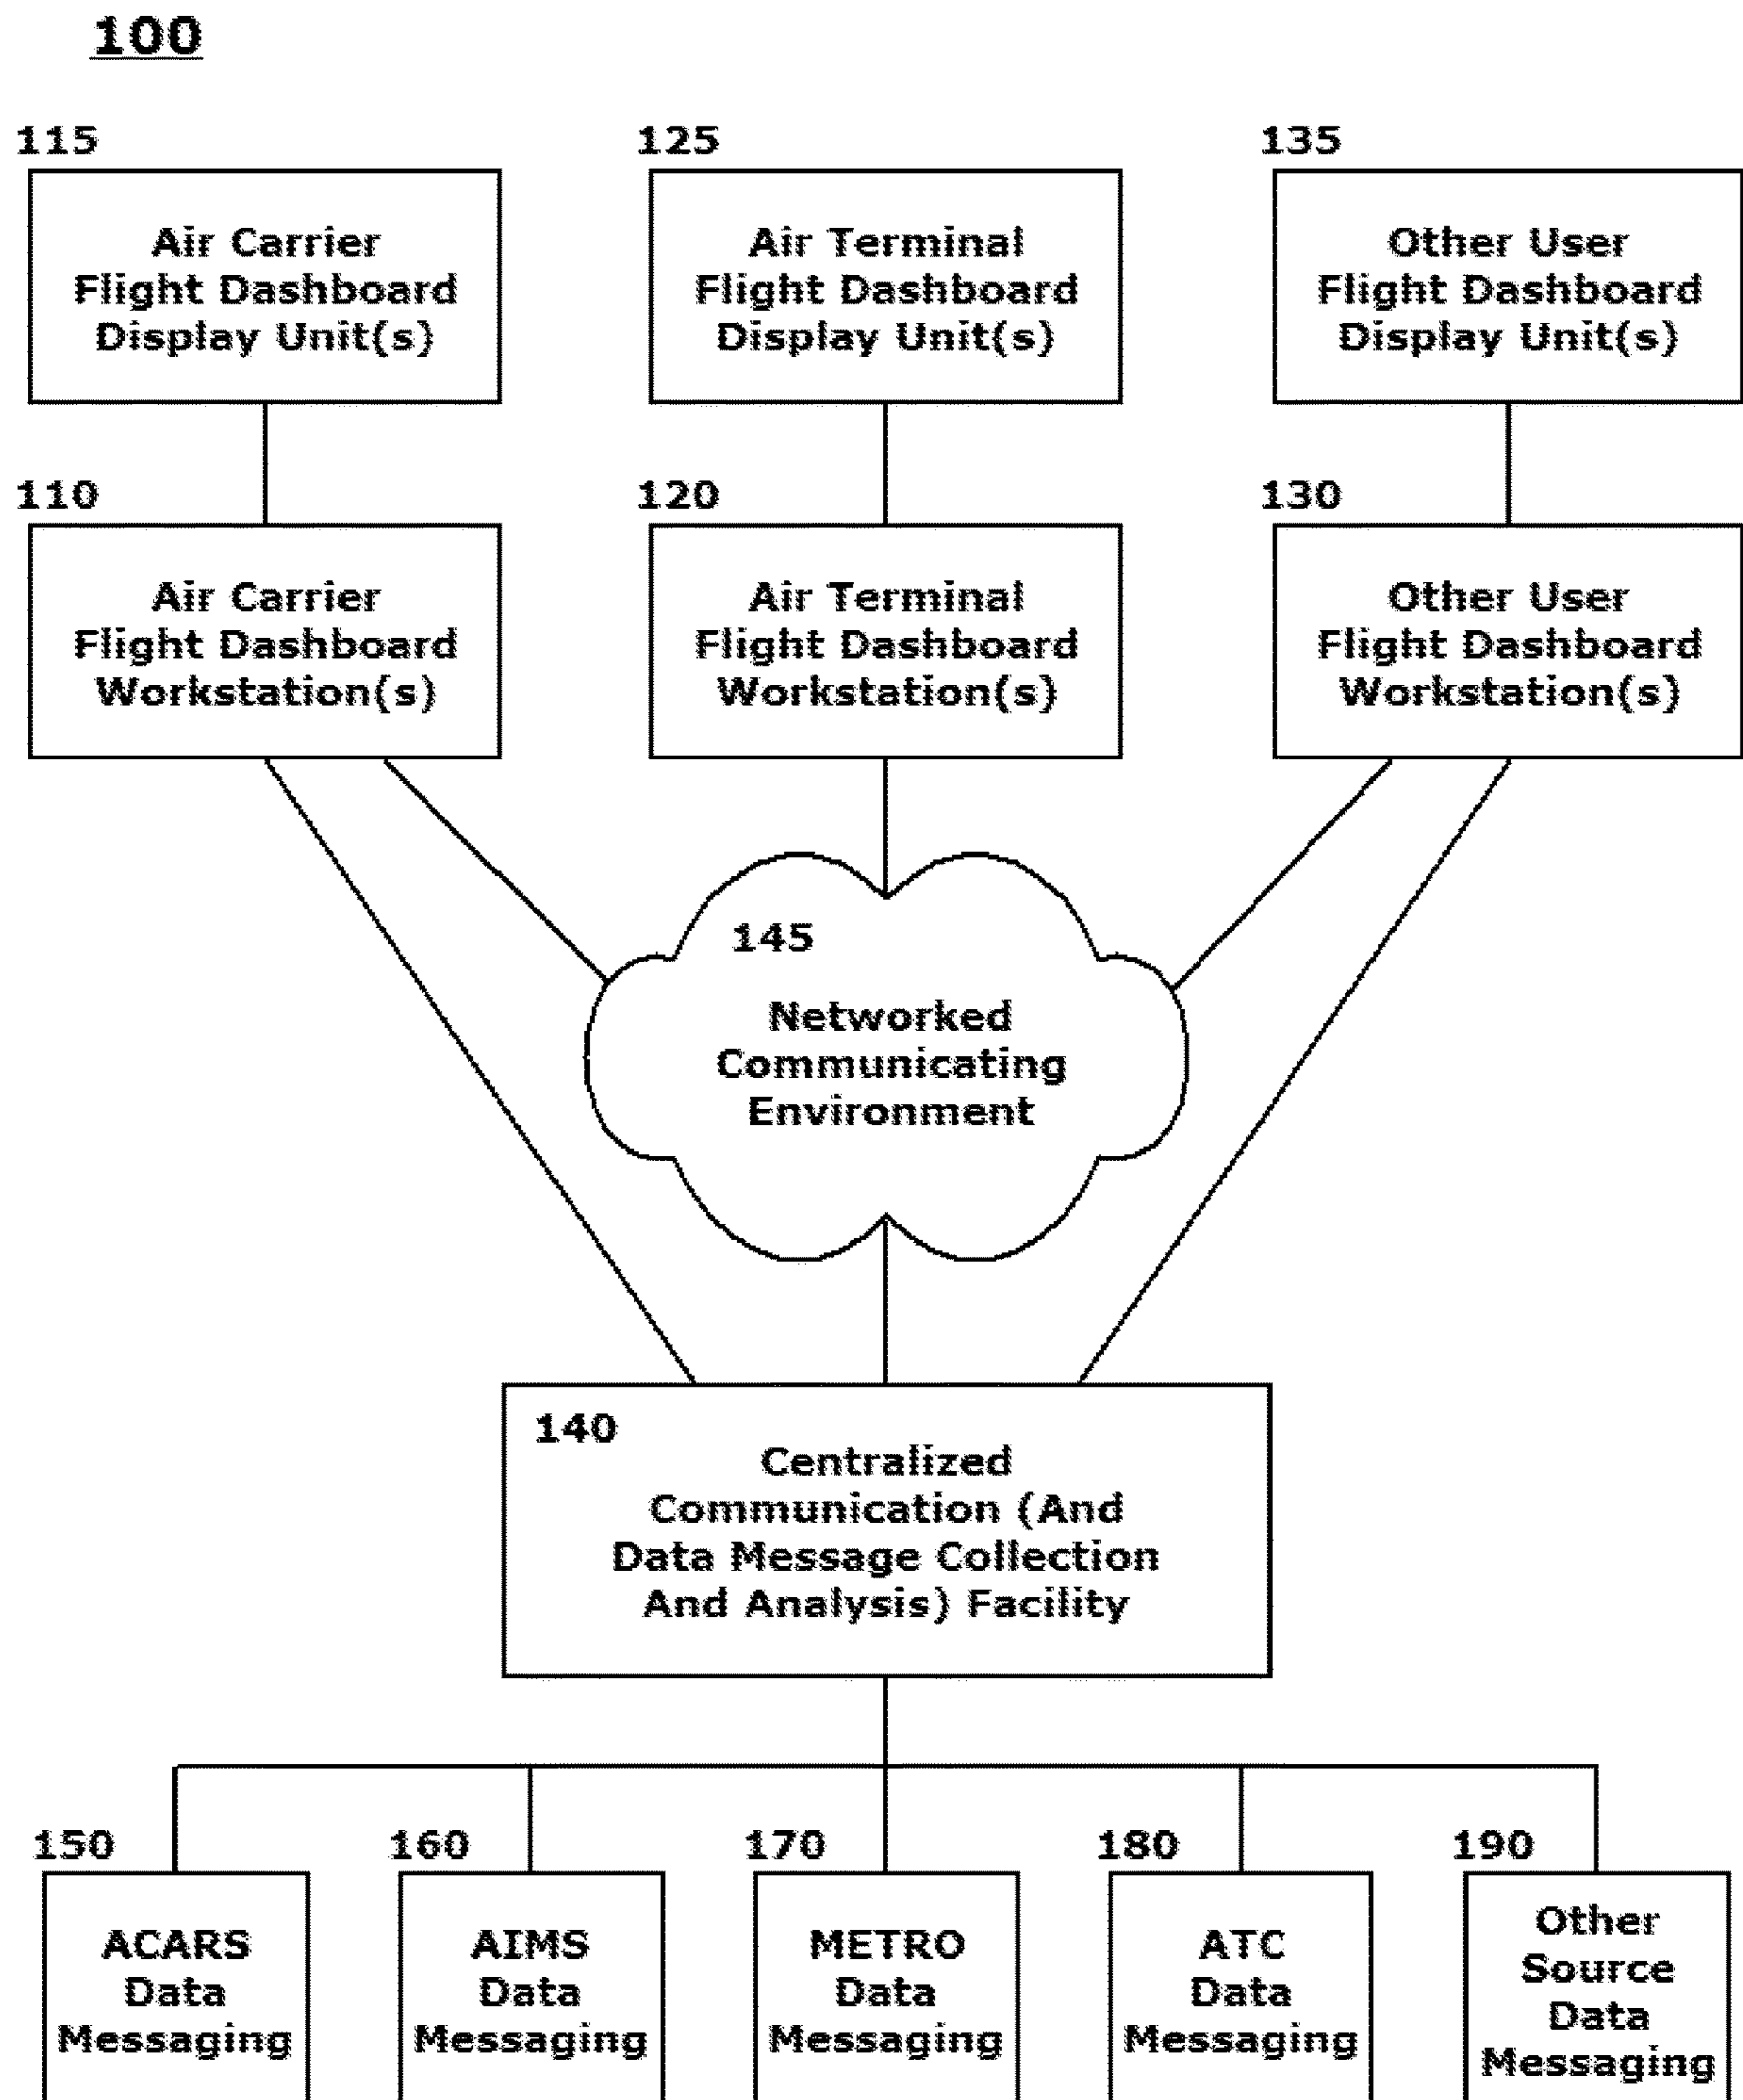 100
115
Air Carrier
Flight Dashboard
Display Unit(s)
125
Air Terminal
Flight Dashboard
Display Unit(s)
135
Other User
Flight Dashboard
Display Unit(s)
110
Air Carrier
Flight Dashboard
Workstation(s)
120
Air Terminal
Flight Dashboard
Workstation(s)
130
Other User
Flight Dashboard
Workstation(s)
145
Networked
Communicating
Environment
140
Centralized
Communication (And
Data Message Collection
And Analysis) Facility
150
ACARS
Data
Messaging
160
AIMS
Data
Messaging
170
METRO
Data
Messaging
180
ATC
Data
Messaging
190
Other
Source
Data
Messaging